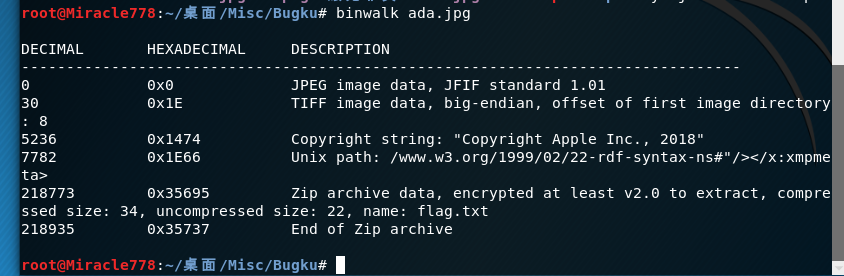 root@Miracle778:~/桌面/Misc/Bugku# binwalk ada.jpg
DECIMAL HEXADECIMAL DESCRIPTION
--------------------------------------------------------------------------------
0 0x0 JPEG image data, JFIF standard 1.01
30 0x1E TIFF image data, big-endian, offset of first image directory
: 8
5236 0x1474 Copyright string: "Copyright Apple Inc., 2018"
7782 0x1E66 Unix path: /www.w3.org/1999/02/22-rdf-syntax-ns#"/></x:xmpme
ta>
218773 0x35695 Zip archive data, encrypted at least v2.0 to extract, compre
ssed size: 34, uncompressed size: 22, name: flag.txt
218935 0x35737 End of Zip archive
root@Miracle778:~/桌面/Misc/Bugku#